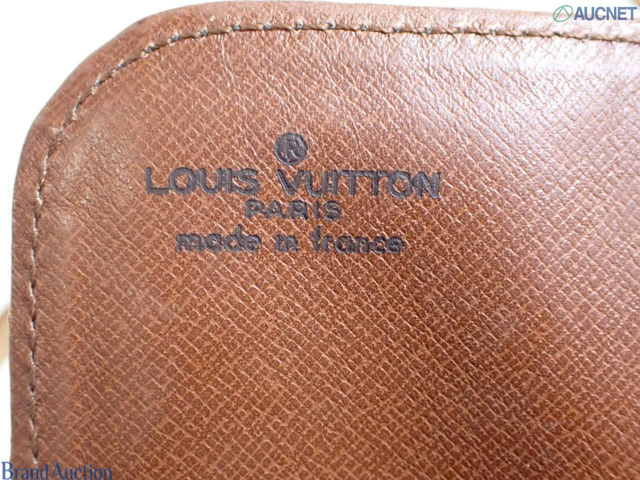 AUCNET
®
LOUIS VUITTON
PARIS
made in france
Brand Auction